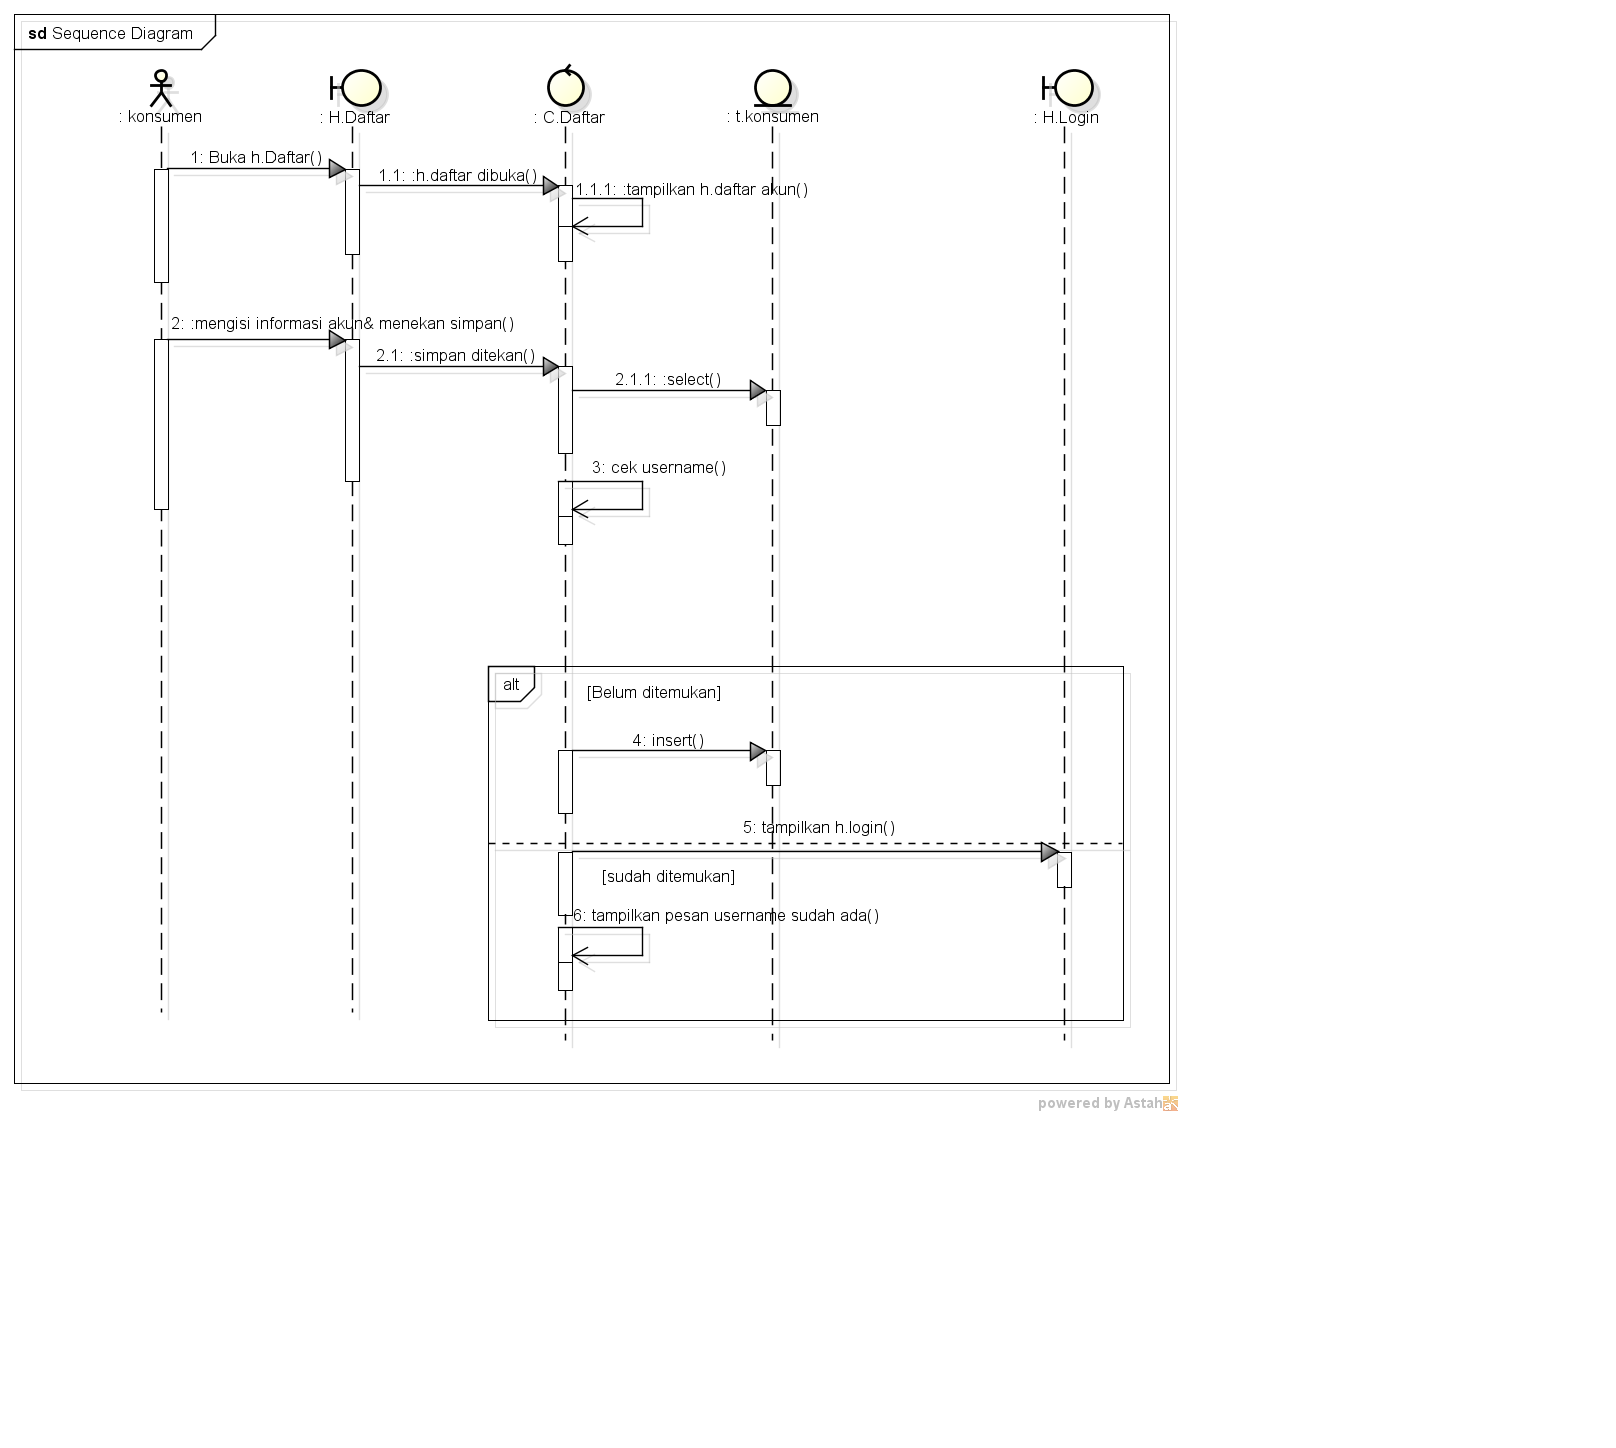 sd Sequence Diagram
: konsumen
: H.Daftar
: C.Daftar
: t.konsumen
: H.Login
1: Buka h.Daftar()
1.1: :h.daftar dibuka()
1.1.1: :tampilkan h.daftar akun()
2: :mengisi informasi akun& menekan simpan()
2.1: :simpan ditekan()
2.1.1: :select()
3: cek username()
alt
[Belum ditemukan]
4: insert()
5: tampilkan h.login()
[sudah ditemukan]
6: tampilkan pesan username sudah ada()
powered by Astah